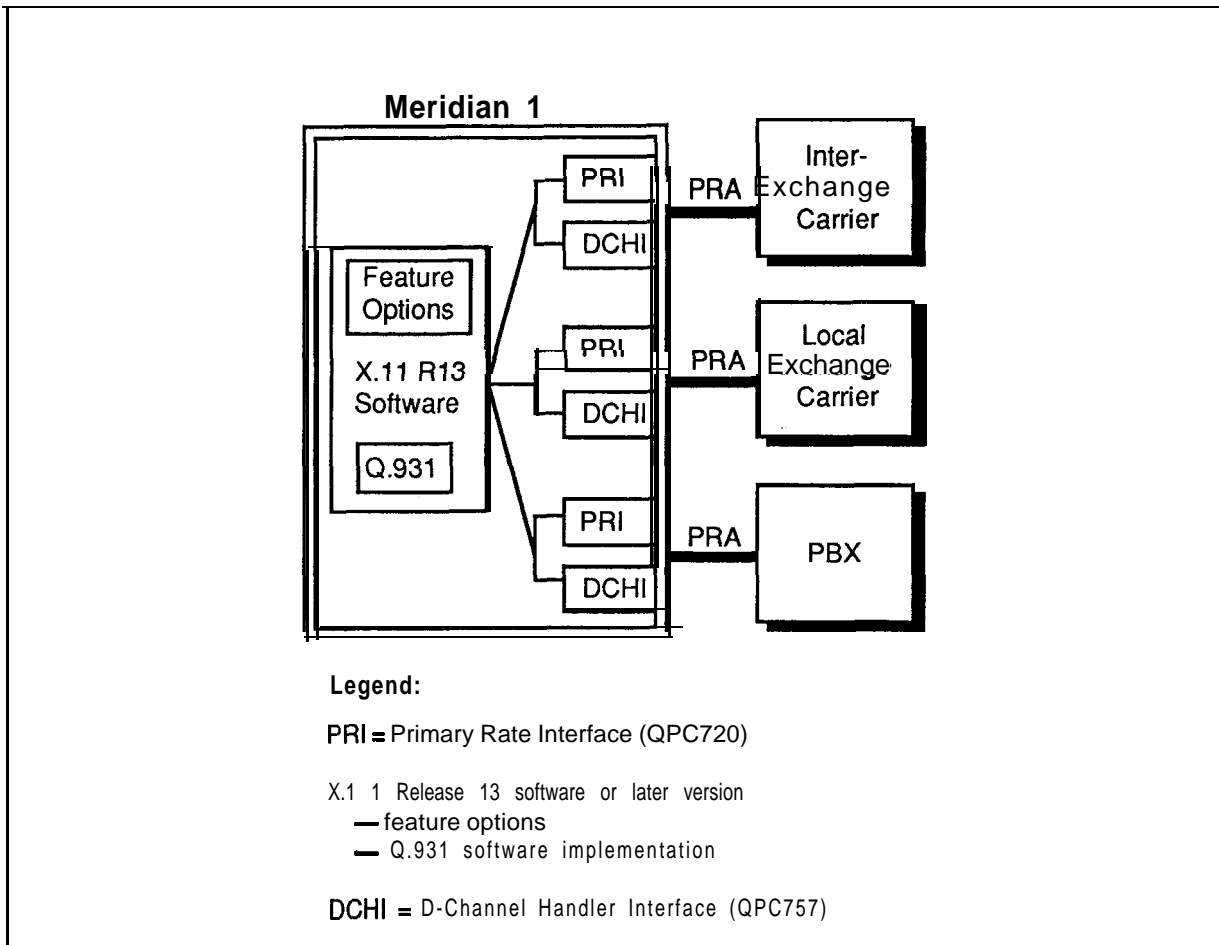 Meridian 1
PRI
DCHI
PRA
Inter-
Exchange
Carrier
Feature
Options
X.11 R13
Software
Q.931
PRI
DCHI
PRA
Local
Exchange
Carrier
PRI
DCHI
PRA
PBX
Legend:
PRI = Primary Rate Interface (QPC720)
X.1 1 Release 13 software or later version
— feature options
— Q.931 software implementation
DCHI = D-Channel Handler Interface (QPC757)